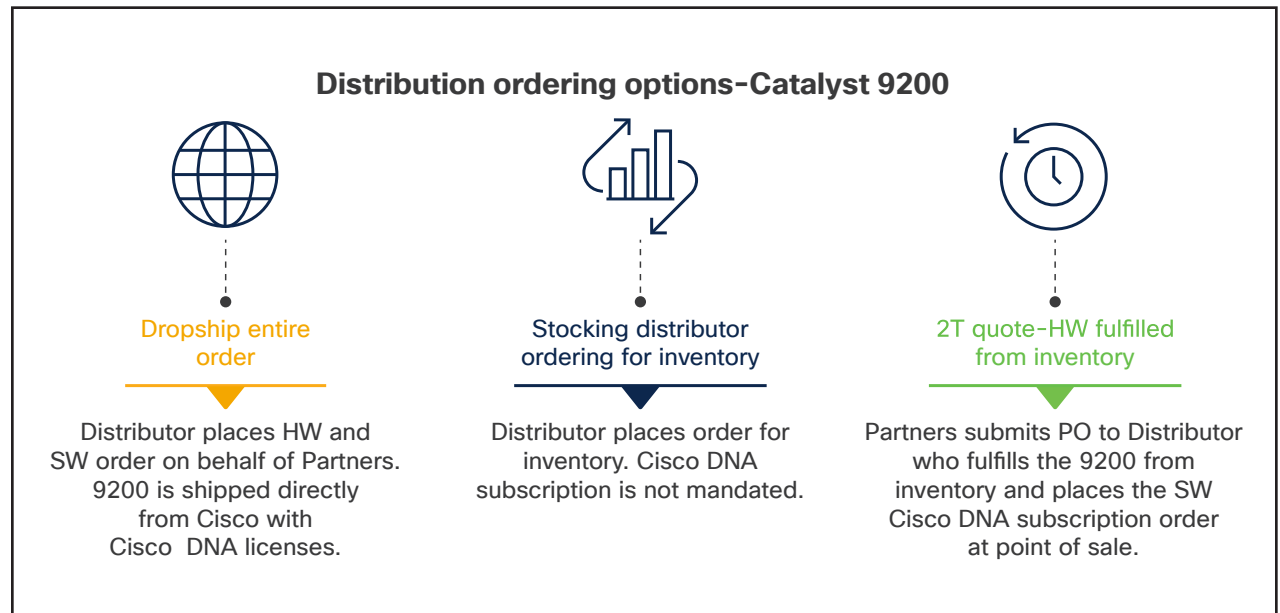 Distribution ordering options-Catalyst 9200
Dropship entire
order
Distributor places HW and
SW order on behalf of Partners.
9200 is shipped directly
from Cisco with
Cisco DNA licenses.
Stocking distributor
ordering for inventory
Distributor places order for
inventory. Cisco DNA
subscription is not mandated.
2T quote-HW fulfilled
from inventory
Partners submits PO to Distributor
who fulfills the 9200 from
inventory and places the SW
Cisco DNA subscription order
at point of sale.